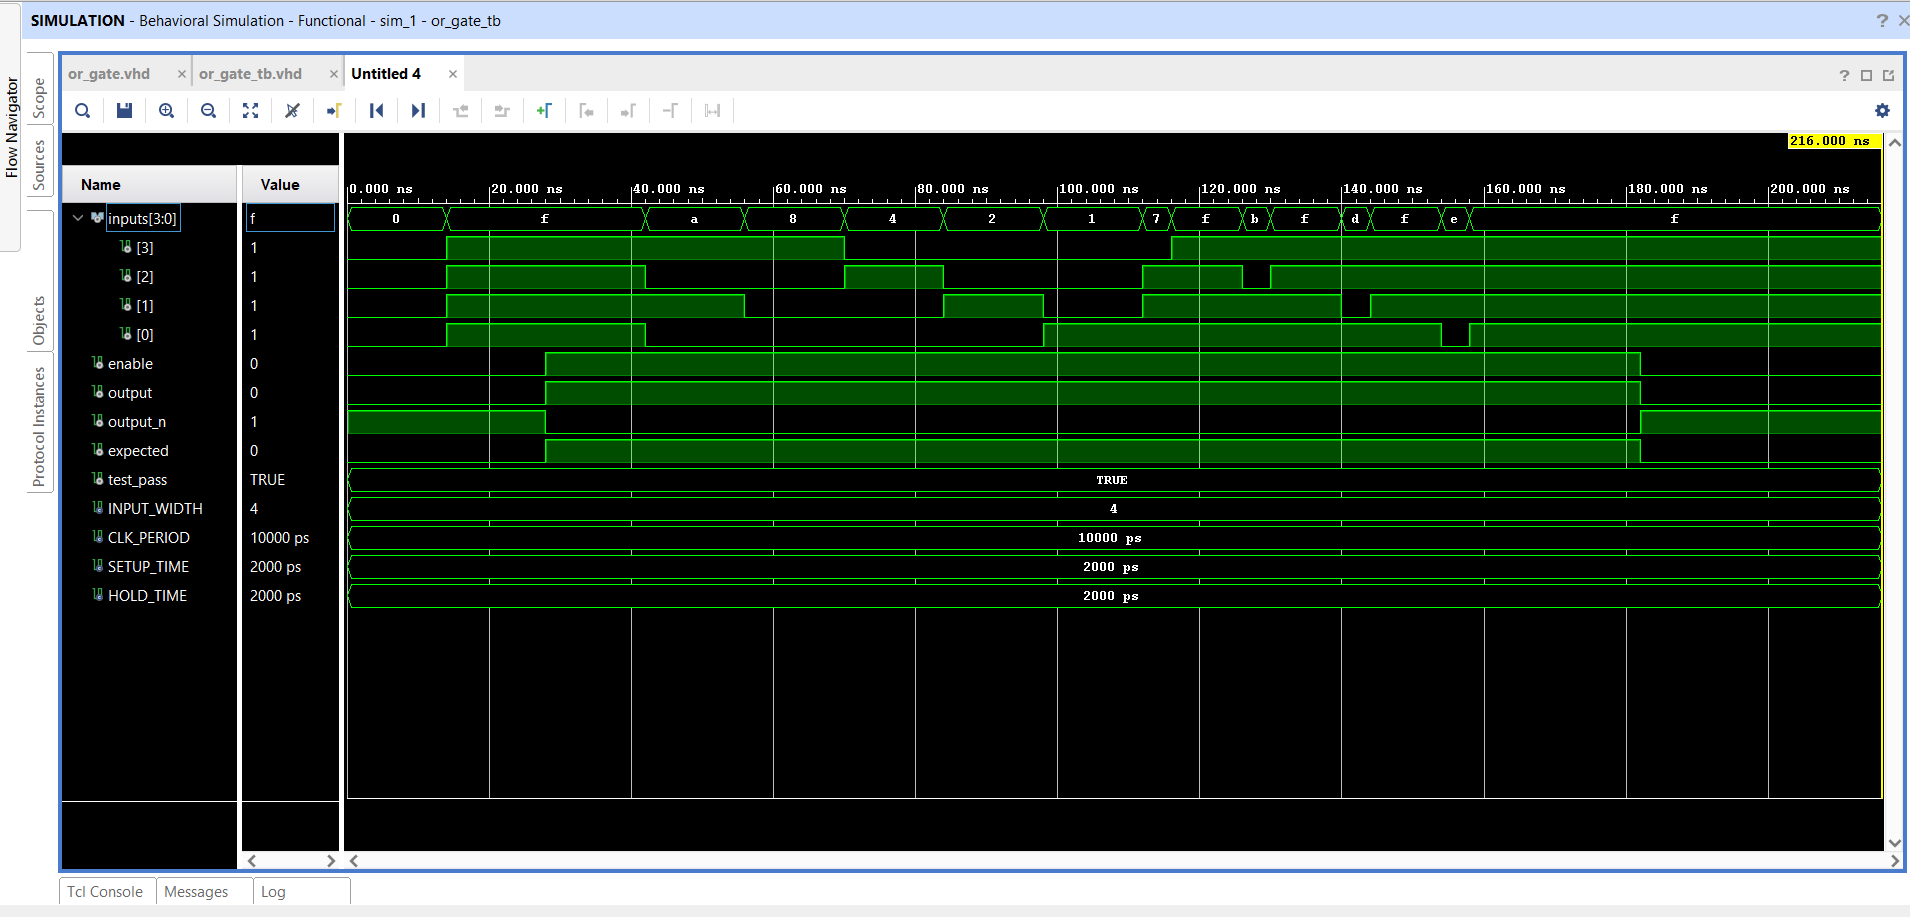 SIMULATION - Behavioral Simulation - Functional - sim_1 - or_gate_tb
Flow Navigator
Scope
Sources
Objects
Protocol Instances
or_gate.vhd
or_gate_tb.vhd
Untitled 4
216.000 ns
Name Value
0.000 ns 20.000 ns 40.000 ns 60.000 ns 80.000 ns 100.000 ns 120.000 ns 140.000 ns 160.000 ns 180.000 ns 200.000 ns
inputs[3:0] f 0 f a 8 4 2 1 7 f b f d f e f
[3] 1
[2] 1
[1] 1
[0] 1
enable 0
output 0
output_n 1
expected 0
test_pass TRUE TRUE
INPUT_WIDTH 4 4
CLK_PERIOD 10000 ps 10000 ps
SETUP_TIME 2000 ps 2000 ps
HOLD_TIME 2000 ps 2000 ps
Tcl Console Messages Log